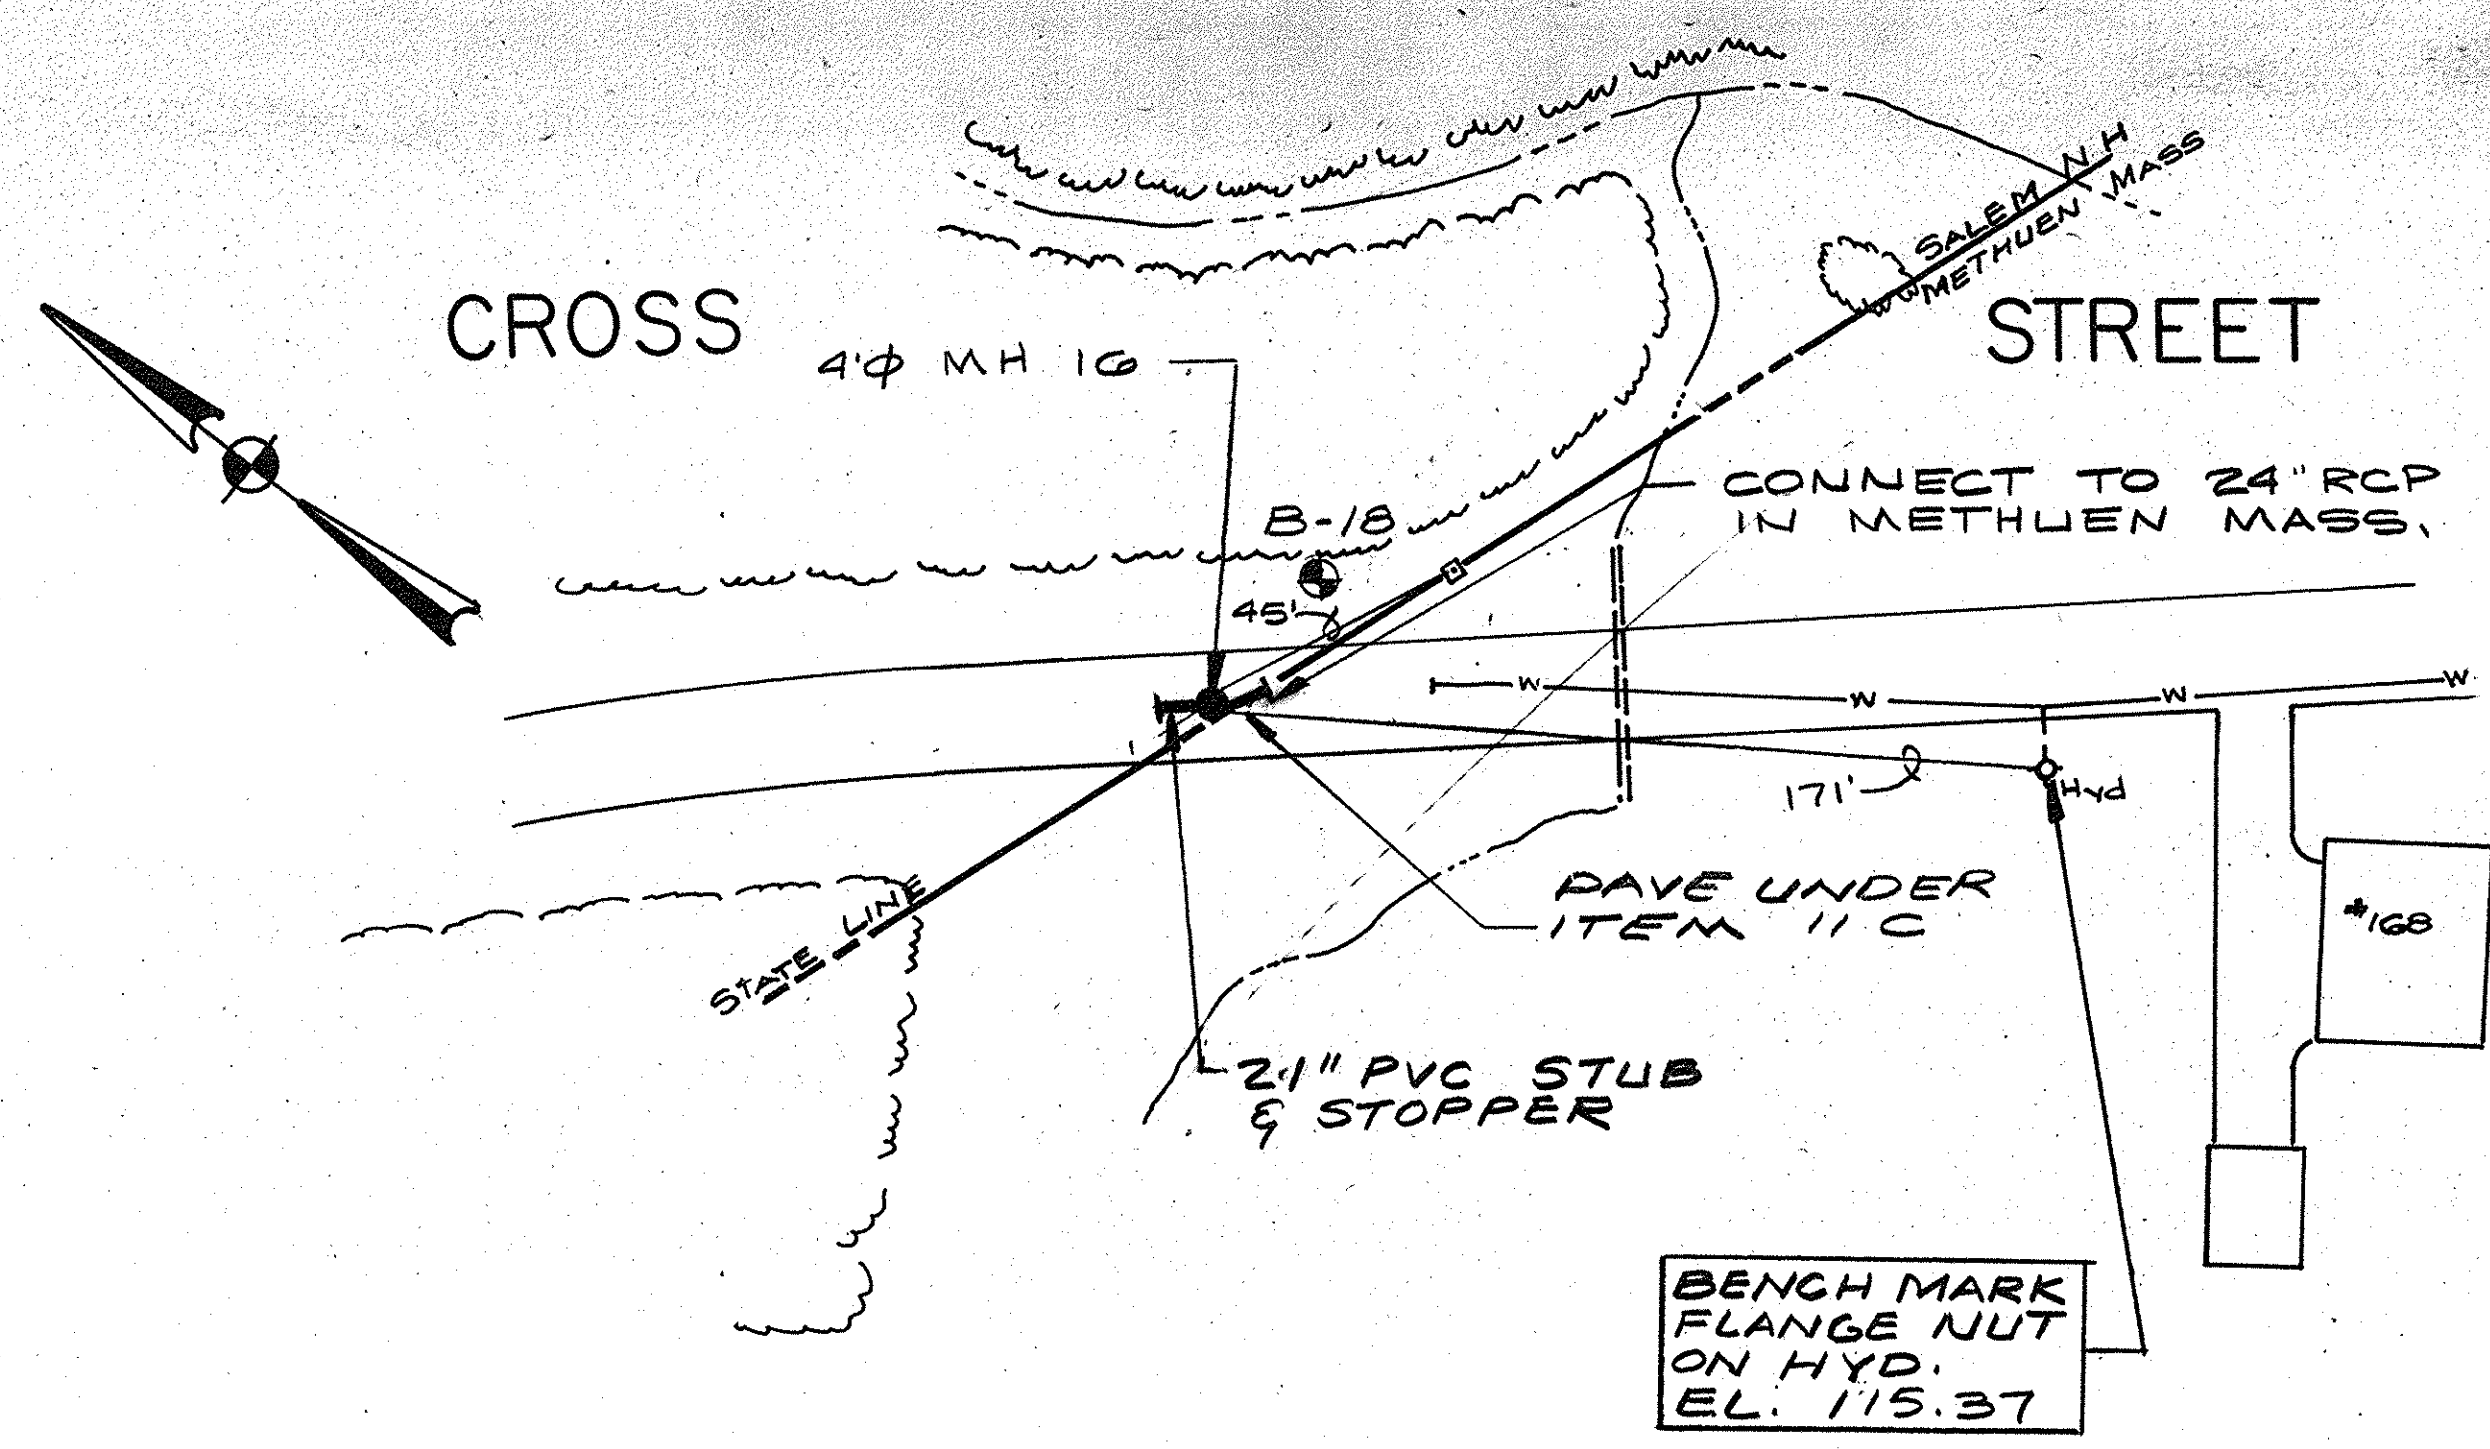 SALEM N H
METHUEN MASS
CROSS STREET
4'⌀ MH 16
CONNECT TO 24" RCP
IN METHUEN MASS.
B-18
45'
W W W W
171'
Hyd
PAVE UNDER
ITEM 11 C
#168
STATE LINE
21" PVC STUB
& STOPPER
BENCH MARK
FLANGE NUT
ON HYD.
EL. 115.37